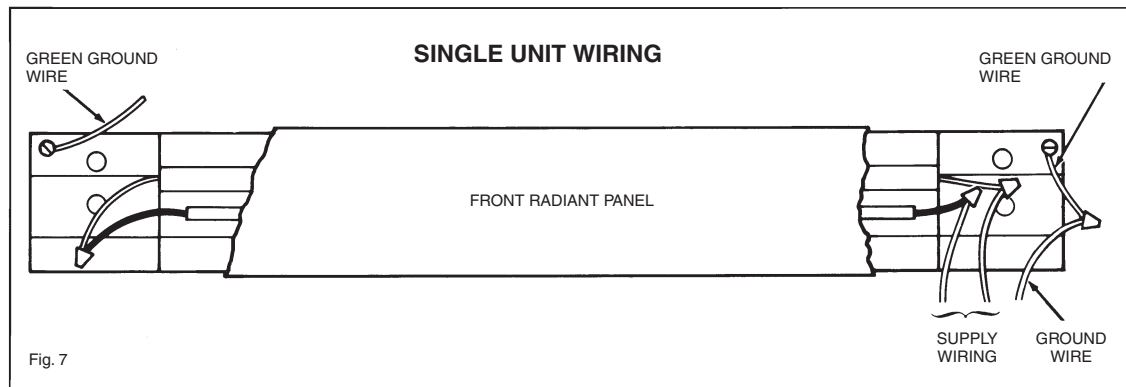 SINGLE UNIT WIRING
GREEN GROUND
WIRE
GREEN GROUND
WIRE
FRONT RADIANT PANEL
SUPPLY
WIRING
GROUND
WIRE
Fig. 7